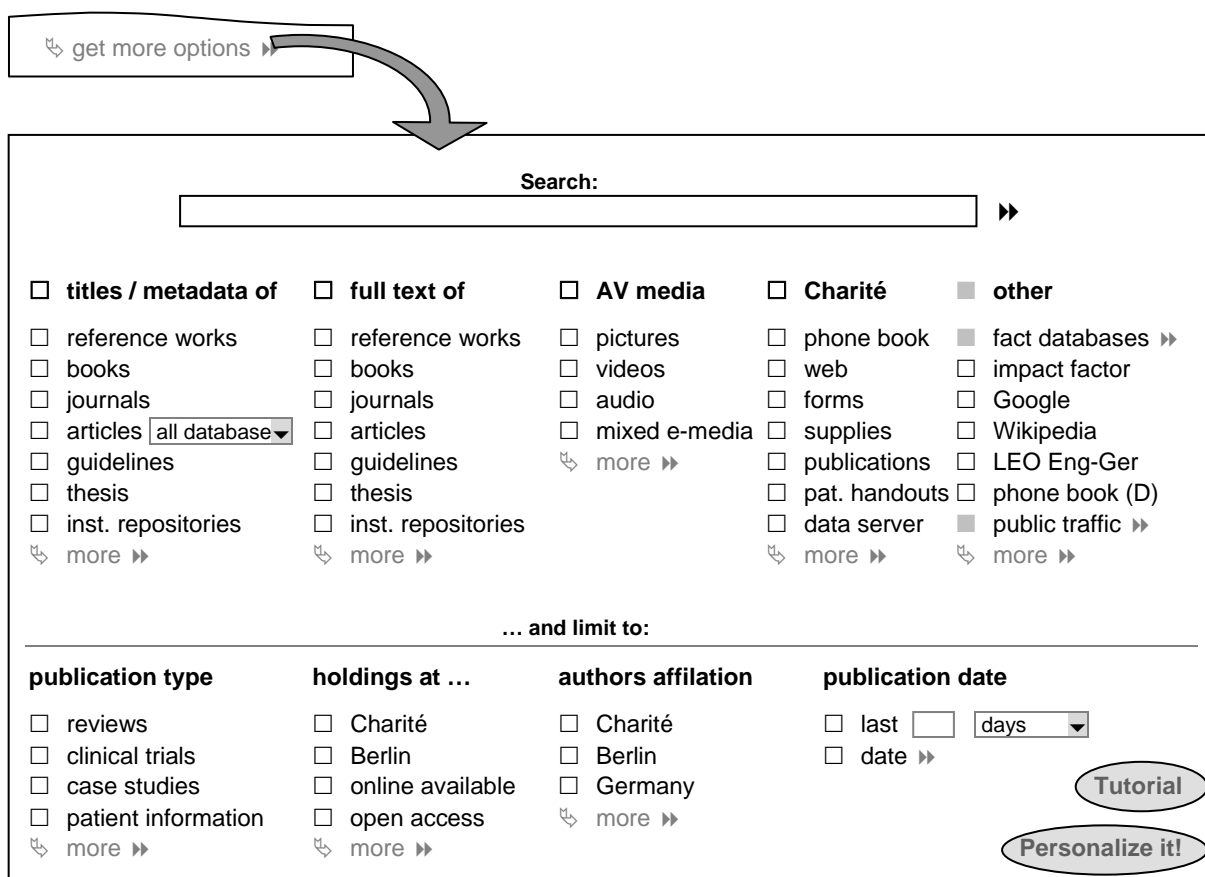 get more options
Search:
titles / metadata of
reference works
books
journals
articles all database
guidelines
thesis
inst. repositories
more
full text of
reference works
books
journals
articles
guidelines
thesis
inst. repositories
more
AV media
pictures
videos
audio
mixed e-media
more
Charité
phone book
web
forms
supplies
publications
pat. handouts
data server
more
other
fact databases
impact factor
Google
Wikipedia
LEO Eng-Ger
phone book (D)
public traffic
more
… and limit to:
publication type
reviews
clinical trials
case studies
patient information
more
holdings at …
Charité
Berlin
online available
open access
more
authors affilation
Charité
Berlin
Germany
more
publication date
last days
date
Tutorial
Personalize it!